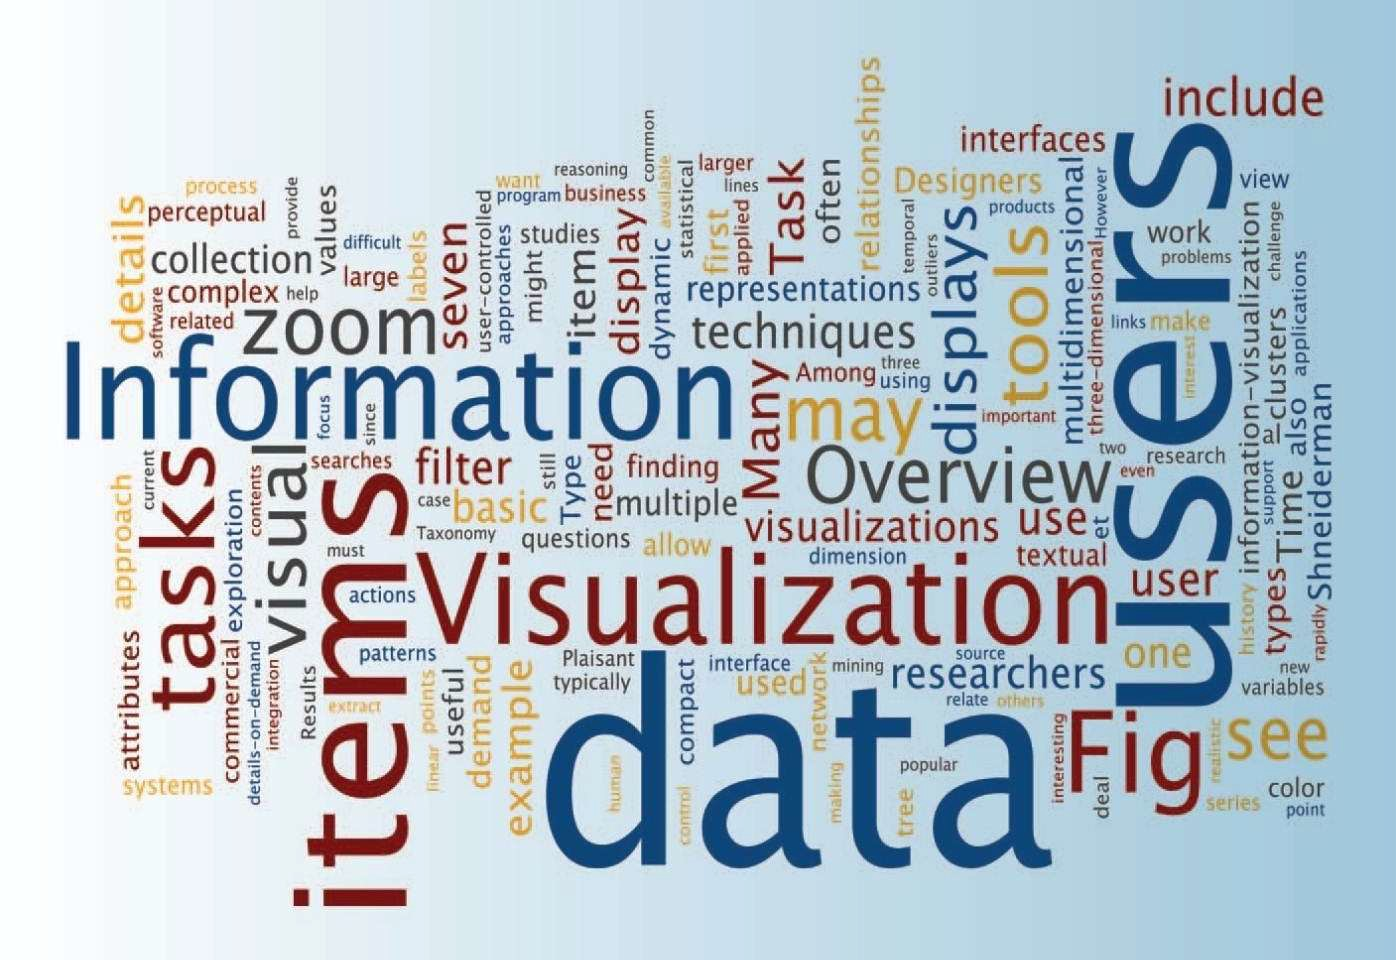 include
relationships
interfaces
common
reasoning
larger
Task
often
statistical
available
lines
want
program
business
Designers
multidimensional
However
view
process
perceptual
provide
values
details
products
users
work
problems
challenge
information-visualization
difficult
labels
seven
user-controlled
approaches
studies
might
items
display
dynamic
first
applied
temporal
outliers
displays
tools
three-dimensional
collection
large
complex
help
software
related
zoom
representations
techniques
links
make
interest
clusters
applications
Information
focus
since
Many
Among
three
using
may
important
also
al
Shneiderman
tasks
current
visual
searches
filter
still
Type
need
finding
Overview
two
research
even
support
Time
approach
exploration
contents
items
case
basic
multiple
Taxonomy
questions
allow
visualizations
use
et
must
dimension
textual
actions
Visualization
user
history
types
rapidly
attributes
commercial
details-on-demand
integration
patterns
Plaisant
typically
interface
mining
source
researchers
one
new
variables
Results
extract
points
linear
useful
demand
example
compact
used
network
relate
others
systems
data
human
control
making
tree
popular
interesting
deal
Fig
realistic
see
series
color
point